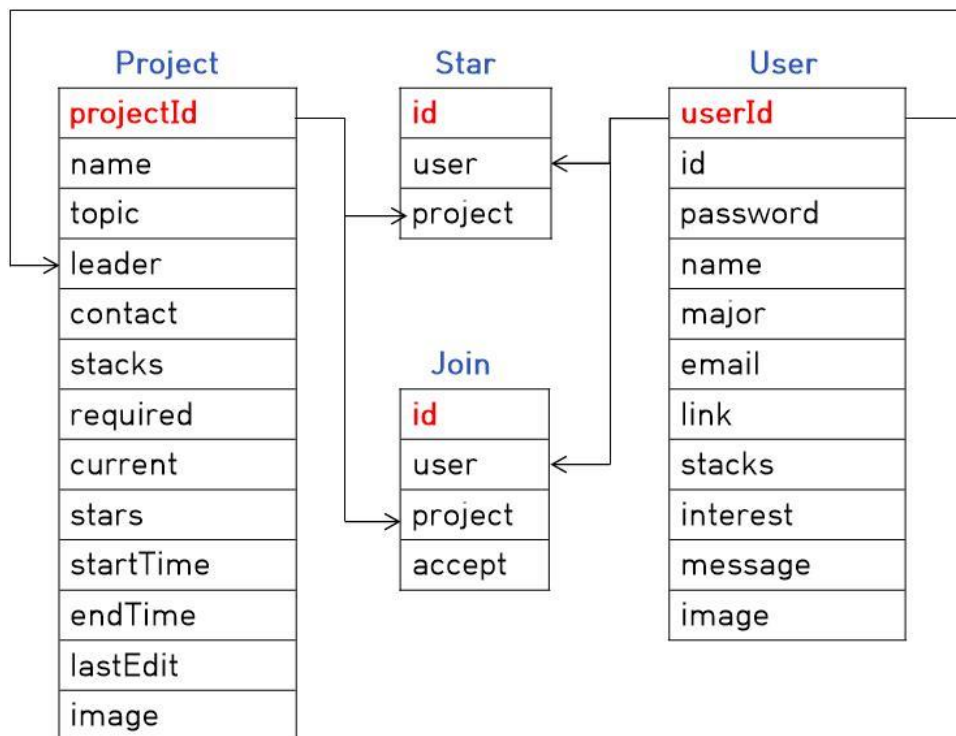 Project
projectId
name
topic
leader
contact
stacks
required
current
stars
startTime
endTime
lastEdit
image
Star
id
user
project
Join
id
user
project
accept
User
userId
id
password
name
major
email
link
stacks
interest
message
image